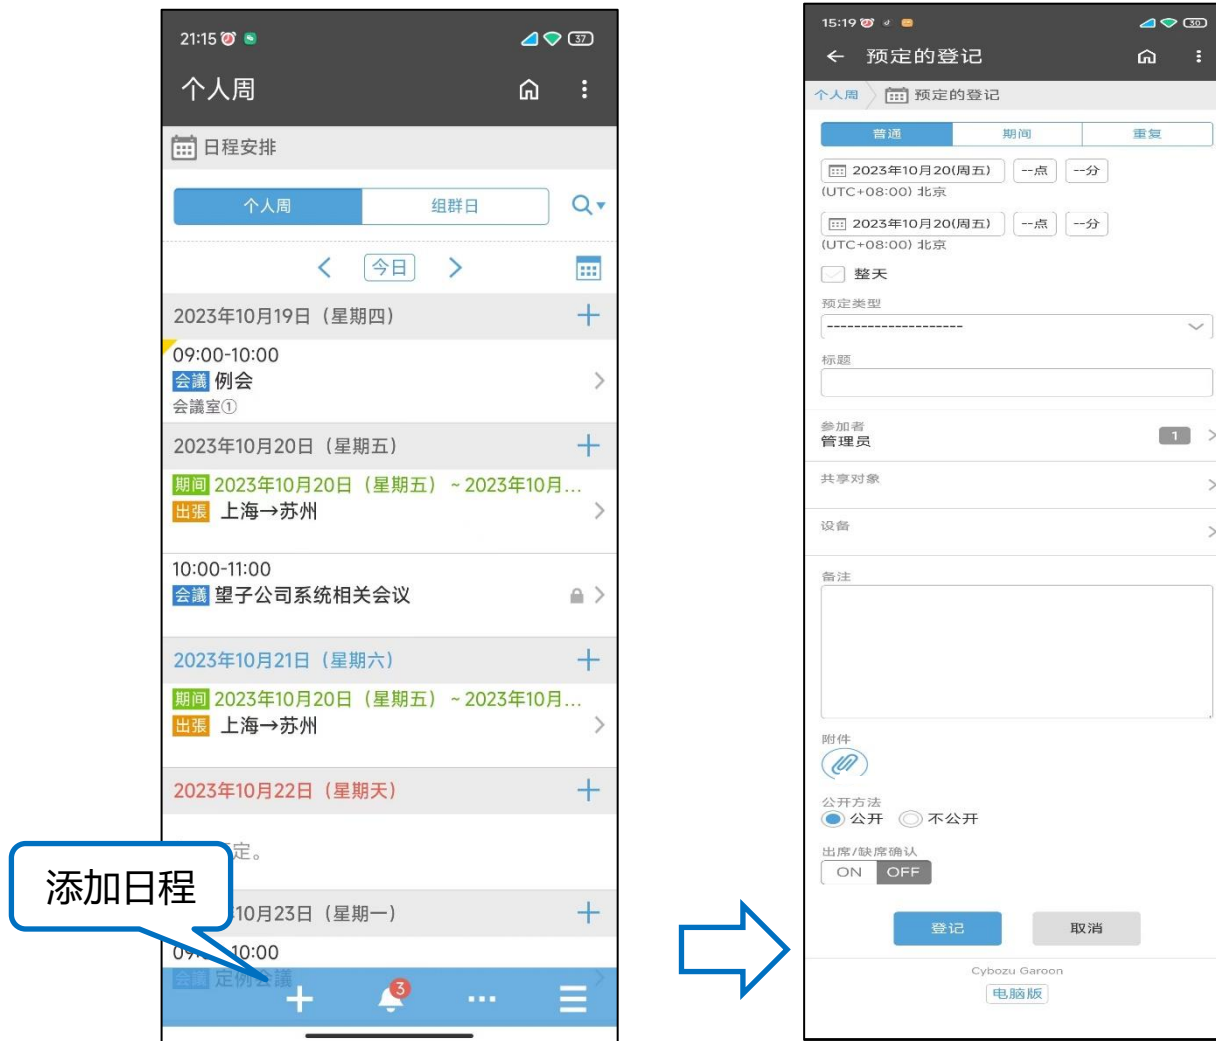 21:15
37
个人周
日程安排
个人周
组群日
今日
2023年10月19日（星期四）
09:00-10:00
会議 例会
会議室①
2023年10月20日（星期五）
期间 2023年10月20日（星期五）~ 2023年10月...
出張 上海→苏州
10:00-11:00
会議 望子公司系统相关会议
2023年10月21日（星期六）
期间 2023年10月20日（星期五）~ 2023年10月...
出張 上海→苏州
2023年10月22日（星期天）
定。
添加日程
10月23日（星期一）
09: 10:00
会議 定例会議
3
15:19
30
预定的登记
个人周 预定的登记
普通
期间
重复
2023年10月20(周五) --点 --分
(UTC+08:00) 北京
2023年10月20(周五) --点 --分
(UTC+08:00) 北京
整天
预定类型
--------------------
标题
参加者
管理员
1
共享对象
设备
备注
附件
公开方法
公开 不公开
出席/缺席确认
ON OFF
登记 取消
Cybozu Garoon
电脑版